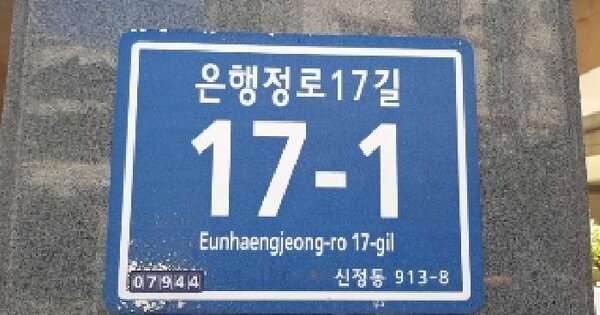 은행정로17길
17-1
Eunhaengjeong-ro 17-gil
07944 신정동 913-8